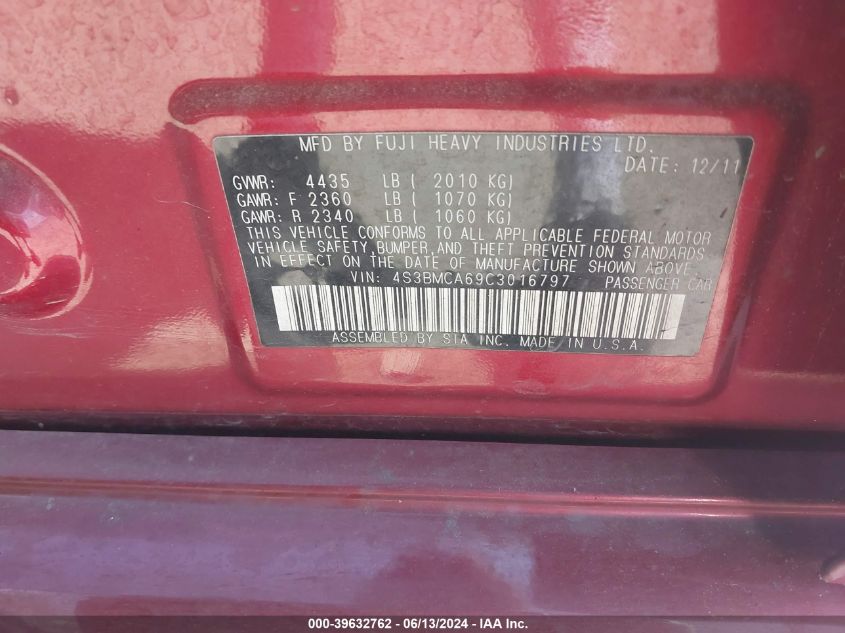 MFD BY FUJI HEAVY INDUSTRIES LTD.
DATE: 12/11
GVWR: 4435 LB ( 2010 KG)
GAWR: F 2360 LB ( 1070 KG)
GAWR: R 2340 LB ( 1060 KG)
THIS VEHICLE CONFORMS TO ALL APPLICABLE FEDERAL MOTOR
VEHICLE SAFETY, BUMPER, AND THEFT PREVENTION STANDARDS
IN EFFECT ON THE DATE OF MANUFACTURE SHOWN ABOVE.
VIN: 4S3BMCA69C3016797 PASSENGER CAR
ASSEMBLED BY SIA INC. MADE IN U.S.A.
000-39632762 - 06/13/2024 - IAA Inc.